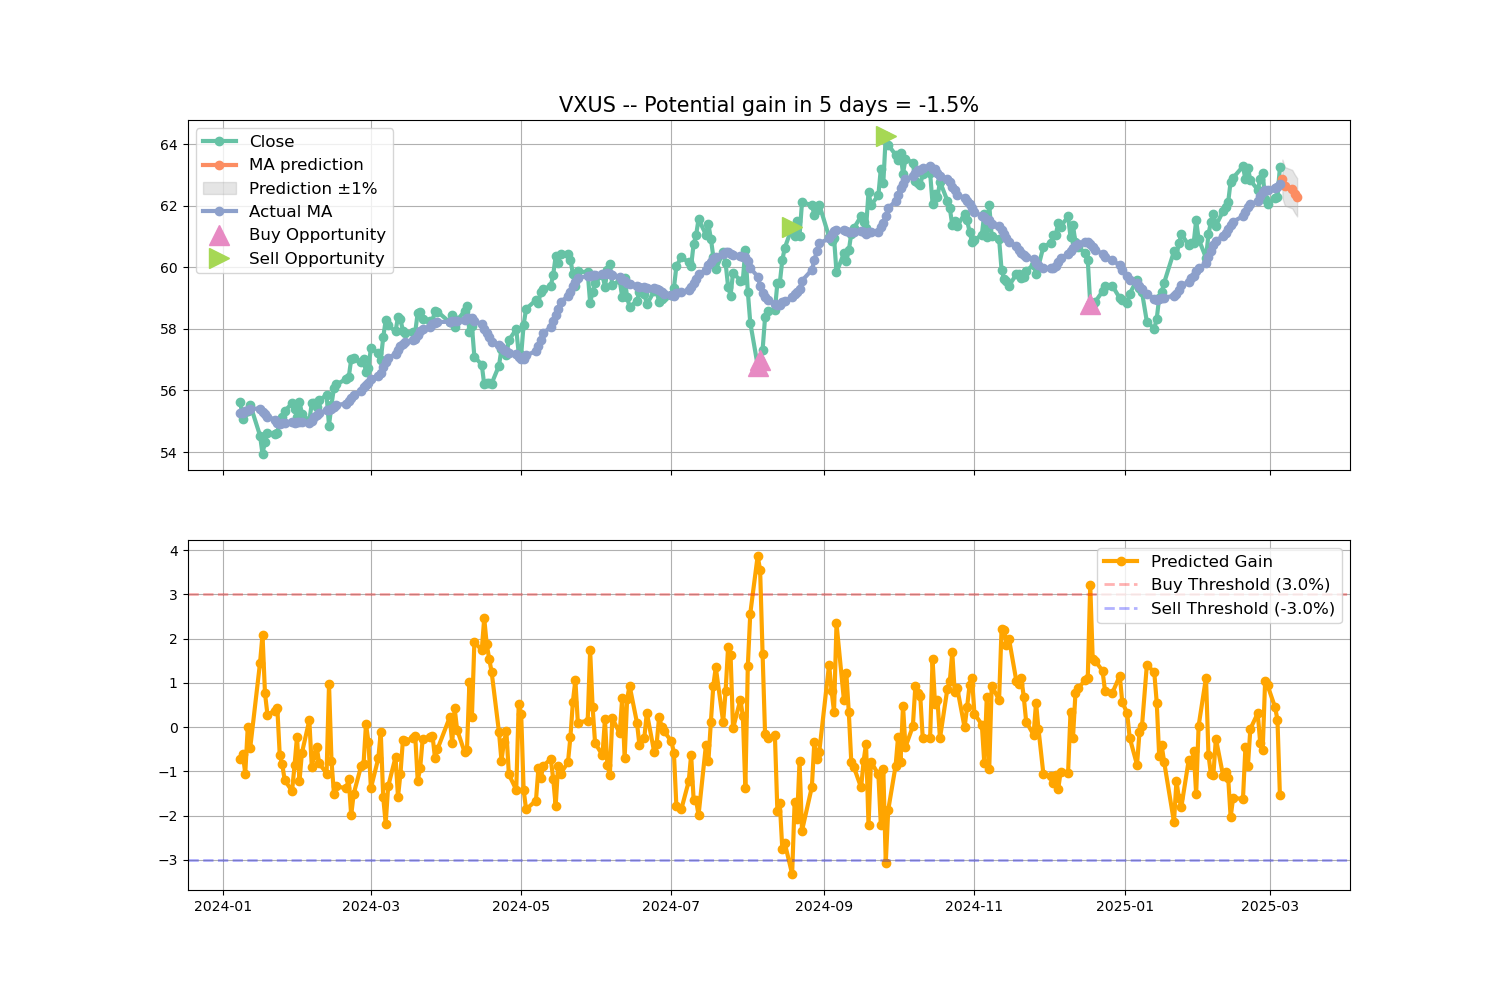 VXUS -- Potential gain in 5 days = -1.5%
64
62
60
58
56
54
Close
MA prediction
Prediction ±1%
Actual MA
Buy Opportunity
Sell Opportunity
4
3
2
1
0
−1
−2
−3
Predicted Gain
Buy Threshold (3.0%)
Sell Threshold (-3.0%)
2024-01
2024-03
2024-05
2024-07
2024-09
2024-11
2025-01
2025-03